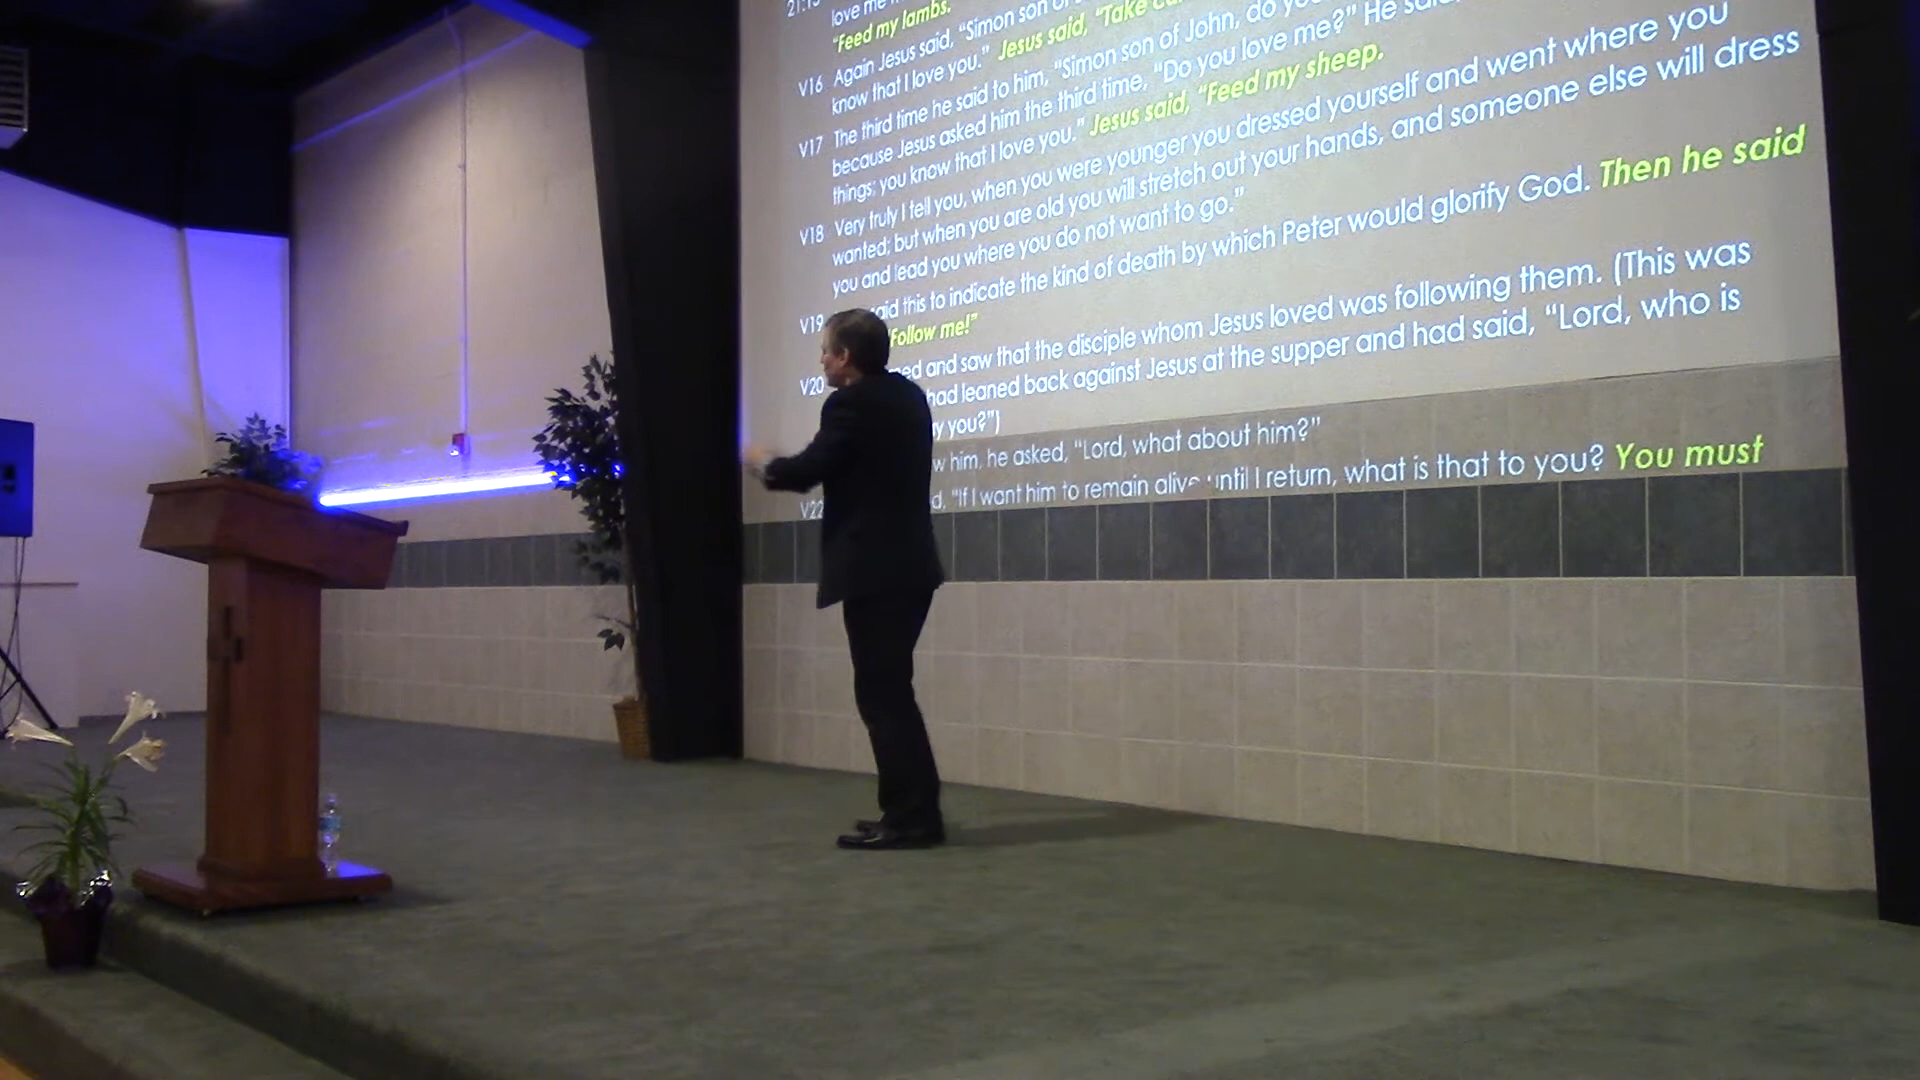 21:15 love me
"Feed my lambs.
V16 Again Jesus said, "Simon son of
know that I love you." Jesus said, "Take
V17 The third time he said to him, "Simon son of John, do you
because Jesus asked him the third time, "Do you love me?" He said
things; you know that I love you." Jesus said, "Feed my sheep.
V18 Very truly I tell you, when you were younger you dressed yourself and went where you
wanted; but when you are old you will stretch out your hands, and someone else will dress
you and lead you where you do not want to go."
V19 said this to indicate the kind of death by which Peter would glorify God. Then he said
"Follow me!"
V20 and saw that the disciple whom Jesus loved was following them. (This was
had leaned back against Jesus at the supper and had said, "Lord, who is
you?")
him, he asked, "Lord, what about him?"
V22 "If I want him to remain alive until I return, what is that to you? You must